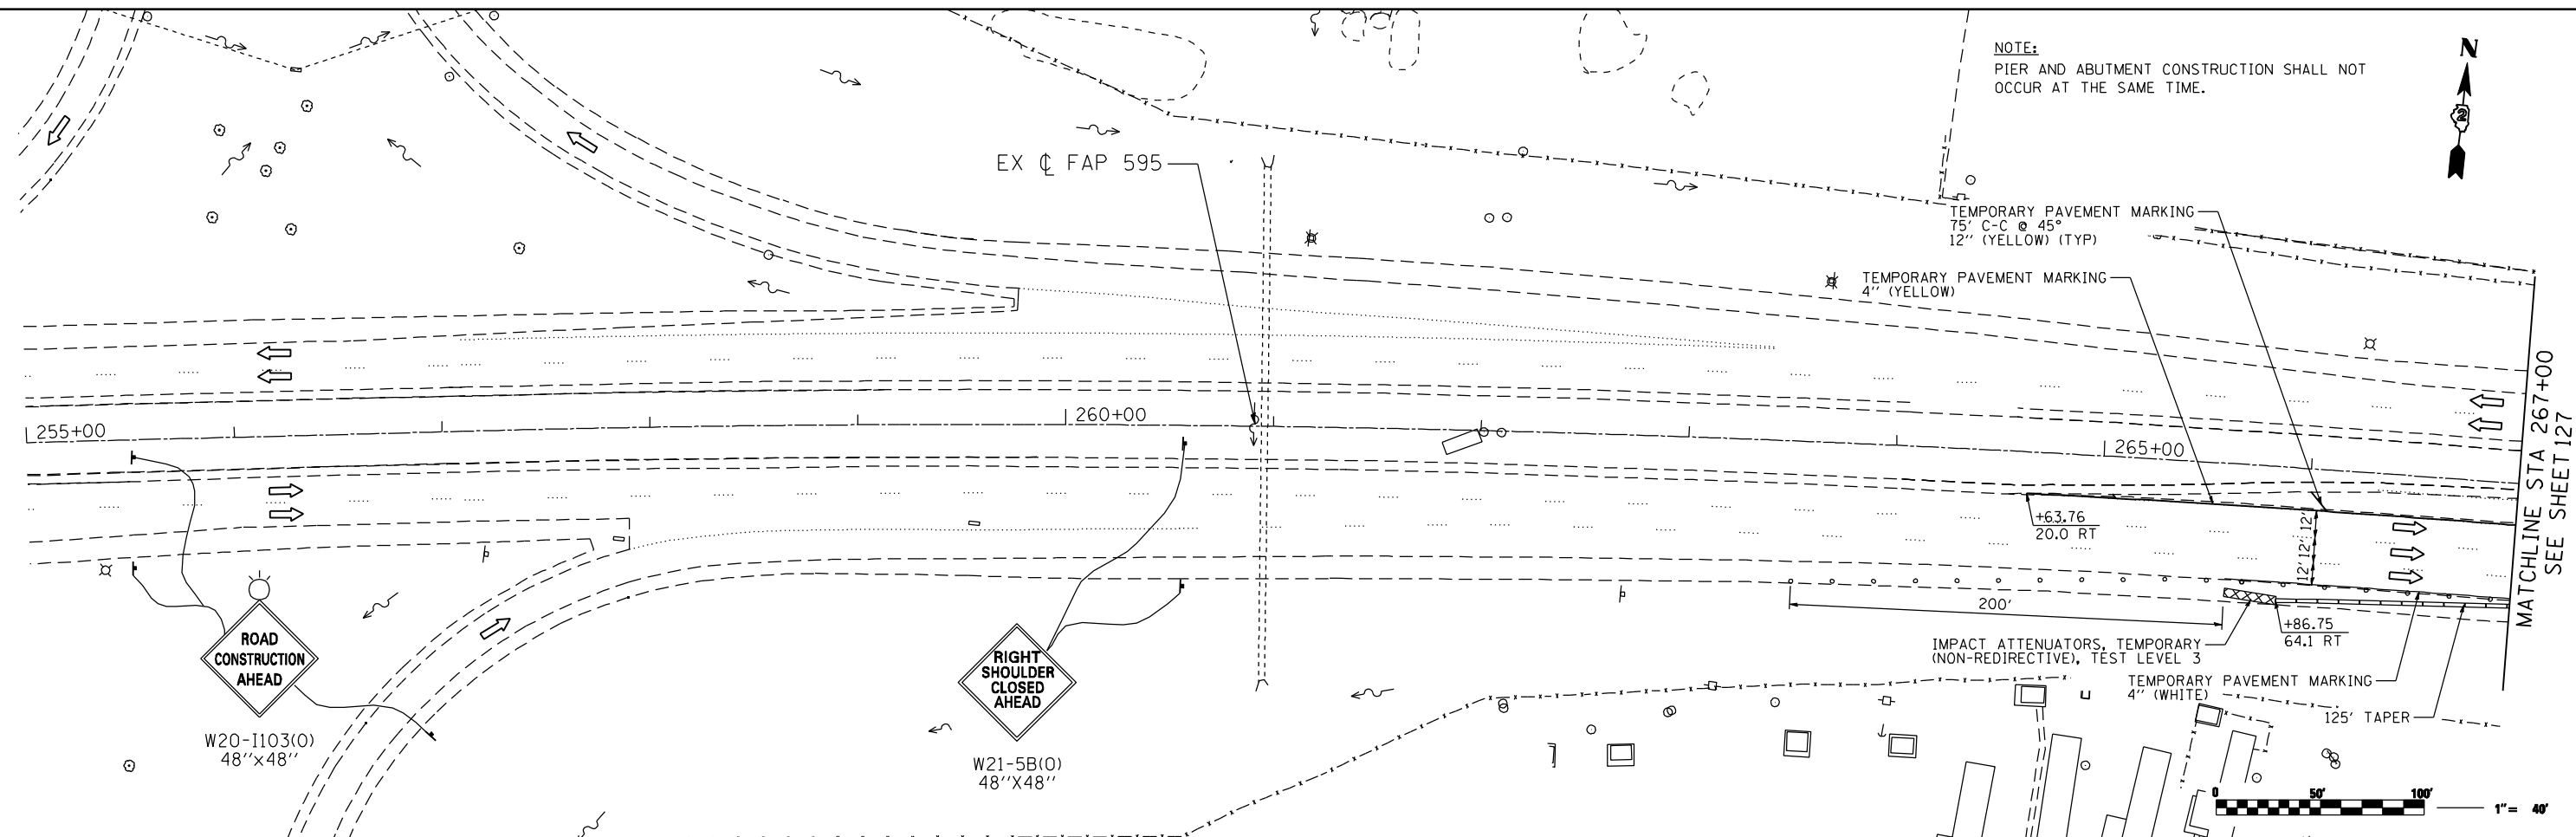 NOTE:
PIER AND ABUTMENT CONSTRUCTION SHALL NOT
OCCUR AT THE SAME TIME.
N
2
EX ℄ FAP 595
TEMPORARY PAVEMENT MARKING
75' C-C @ 45°
12" (YELLOW) (TYP)
TEMPORARY PAVEMENT MARKING
4" (YELLOW)
255+00
260+00
265+00
MATCHLINE STA 267+00
SEE SHEET127
+63.76
20.0 RT
12'
12'
12'
200'
+86.75
64.1 RT
IMPACT ATTENUATORS, TEMPORARY
(NON-REDIRECTIVE), TEST LEVEL 3
TEMPORARY PAVEMENT MARKING
4" (WHITE)
125' TAPER
ROAD
CONSTRUCTION
AHEAD
W20-I103(O)
48"x48"
RIGHT
SHOULDER
CLOSED
AHEAD
W21-5B(O)
48"X48"
0 50' 100'
1"= 40'